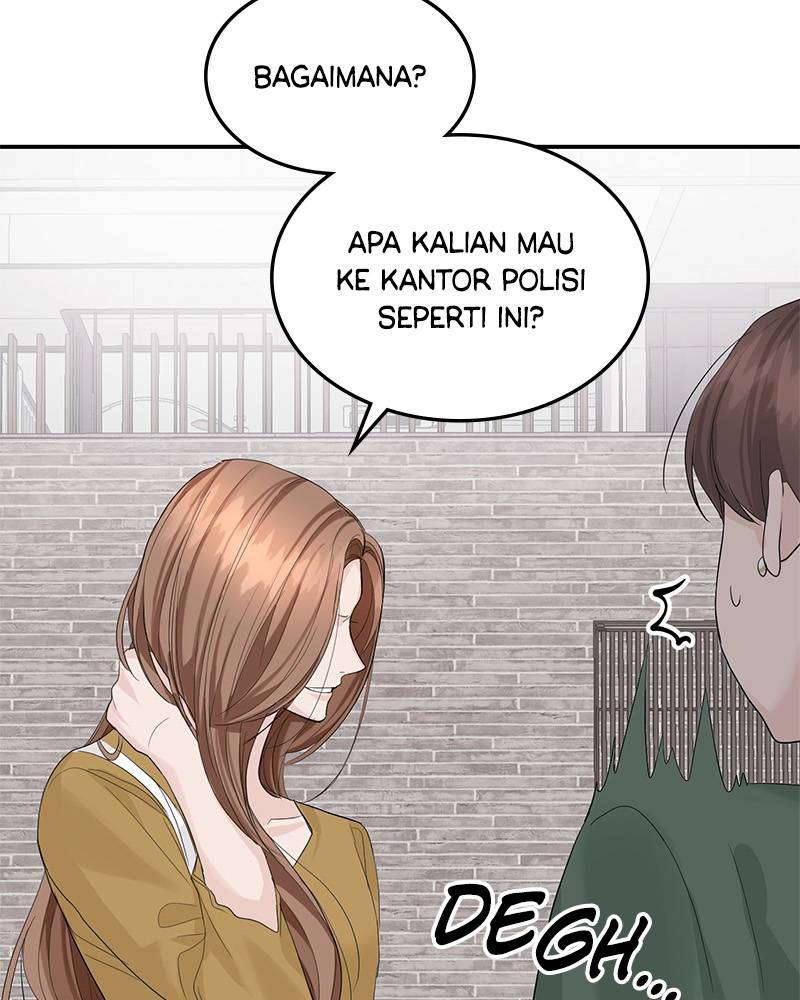 BAGAIMANA?
APA KALIAN MAU
KE KANTOR POLISI
SEPERTI INI?
DEGH...